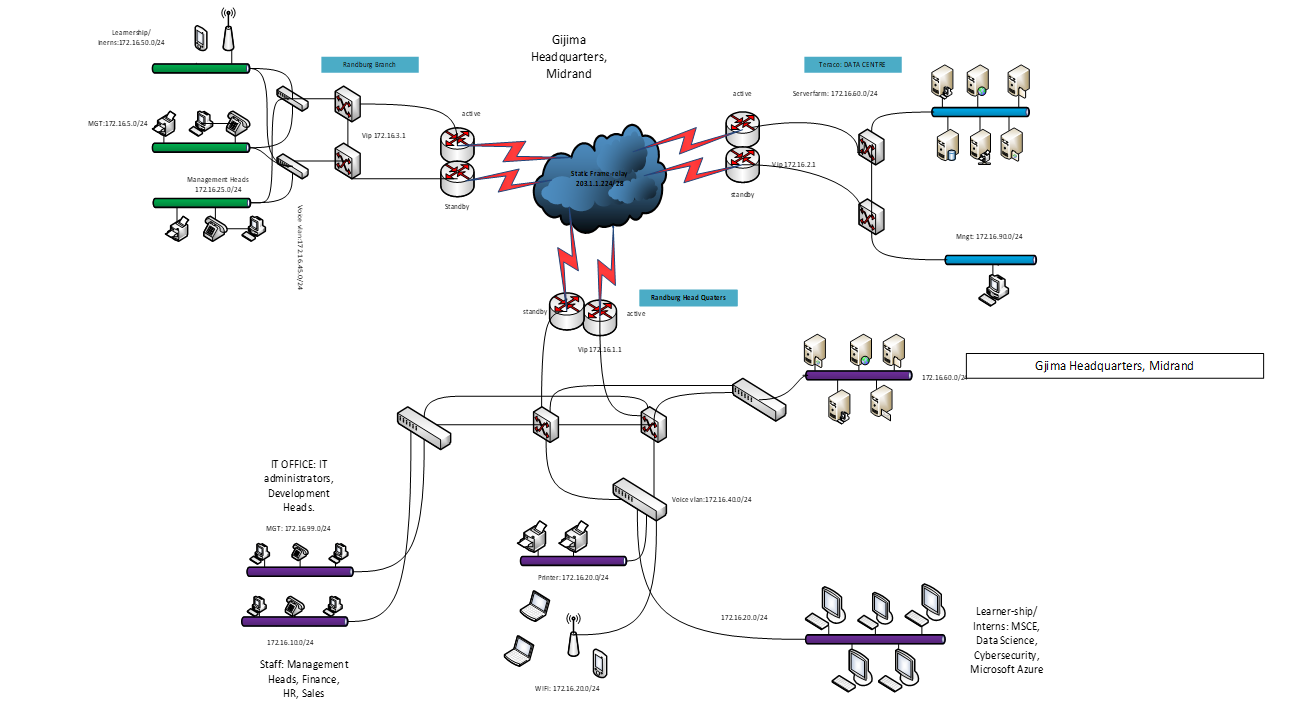 Learnership/
Inerns:172.16.50.0/24
Gijima
Headquarters,
Midrand
Randburg Branch
Teraco: DATA CENTRE
active
Serverfarm: 172.16.60.0/24
MGT:172.16.5.0/24
active
Vip 172.16.3.1
Vip 172.16.2.1
Static Frame-relay
203.1.1.224/28
Management Heads
172.16.25.0/24
Standby
standby
Voice vlan:172.16.45.0/24
Mngt: 172.16.90.0/24
Randburg Head Quaters
standby
active
Vip 172.16.1.1
Gjima Headquarters, Midrand
172.16.60.0/24
IT OFFICE: IT
administrators,
Development
Heads.
Voice vlan:172.16.40.0/24
MGT: 172.16.99.0/24
Printer: 172.16.20.0/24
172.16.20.0/24
Learner-ship/
Interns: MSCE,
Data Science,
Cybersecurity,
Microsoft Azure
172.16.10.0/24
Staff: Management
Heads, Finance,
HR, Sales
WIFI: 172.16.20.0/24